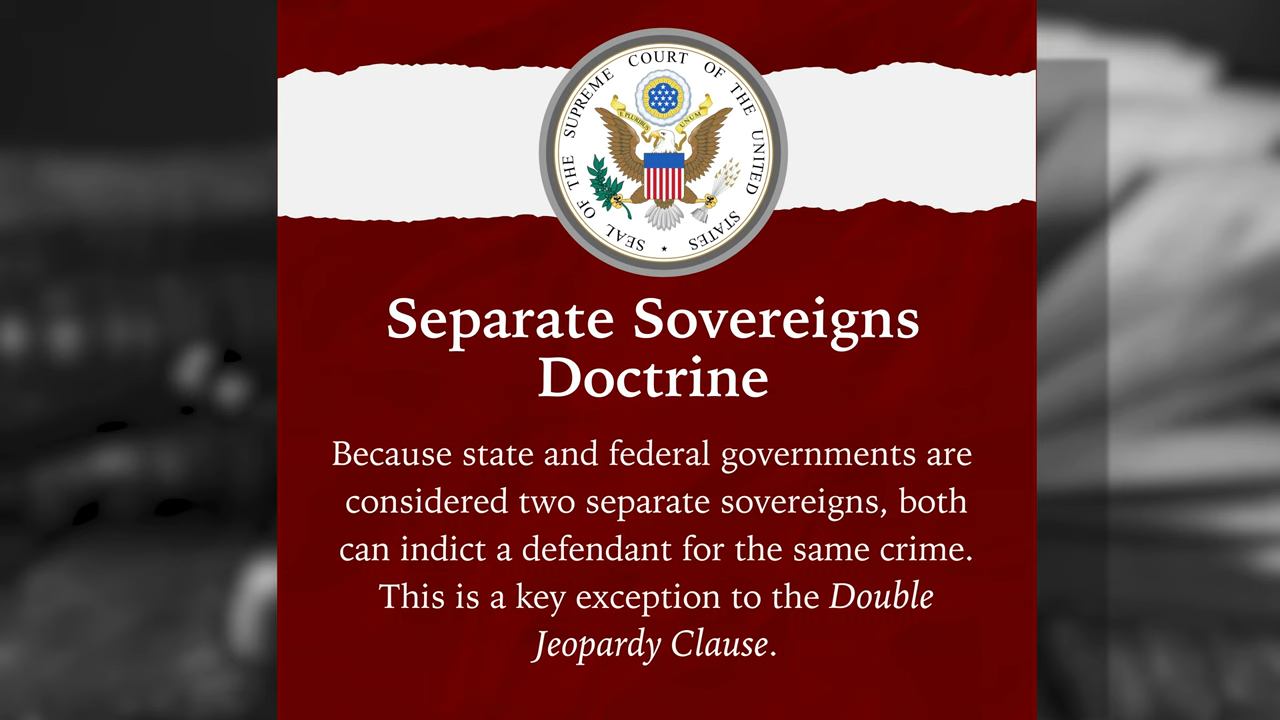 SEAL OF THE SUPREME COURT OF THE UNITED STATES
E PLURIBUS UNUM
Separate Sovereigns
Doctrine
Because state and federal governments are
considered two separate sovereigns, both
can indict a defendant for the same crime.
This is a key exception to the Double
Jeopardy Clause.